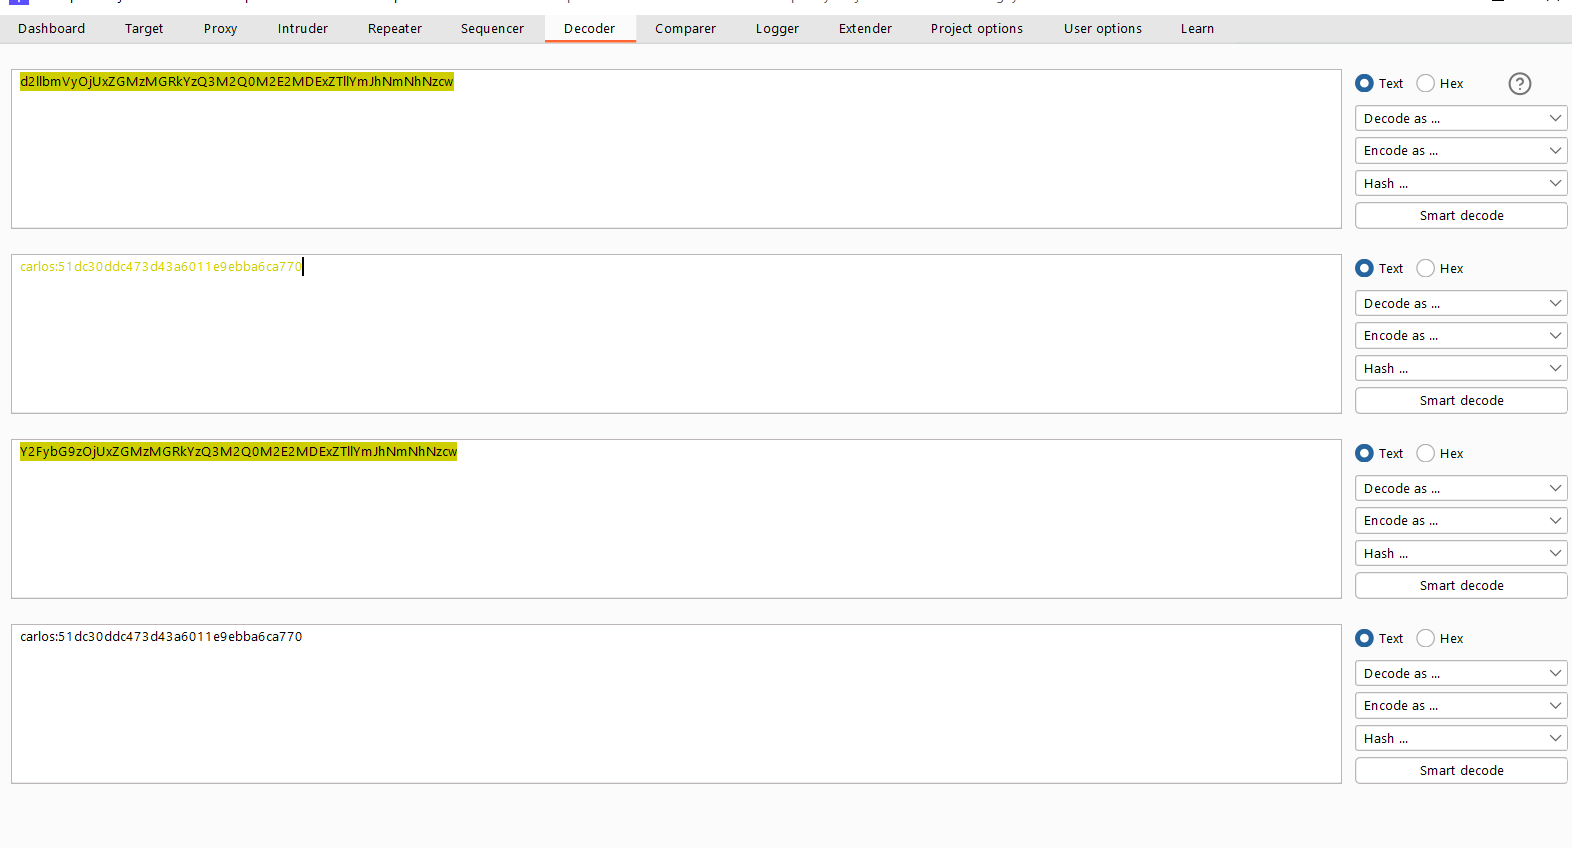 Dashboard Target Proxy Intruder Repeater Sequencer Decoder Comparer Logger Extender Project options User options Learn
d2llbmVyOjUxZGMzMGRkYzQ3M2Q0M2E2MDExZTllYmJhNmNhNzcw
Text Hex ?
Decode as ...
Encode as ...
Hash ...
Smart decode
carlos:51dc30ddc473d43a6011e9ebba6ca770
Text Hex
Decode as ...
Encode as ...
Hash ...
Smart decode
Y2FybG9zOjUxZGMzMGRkYzQ3M2Q0M2E2MDExZTllYmJhNmNhNzcw
Text Hex
Decode as ...
Encode as ...
Hash ...
Smart decode
carlos:51dc30ddc473d43a6011e9ebba6ca770
Text Hex
Decode as ...
Encode as ...
Hash ...
Smart decode